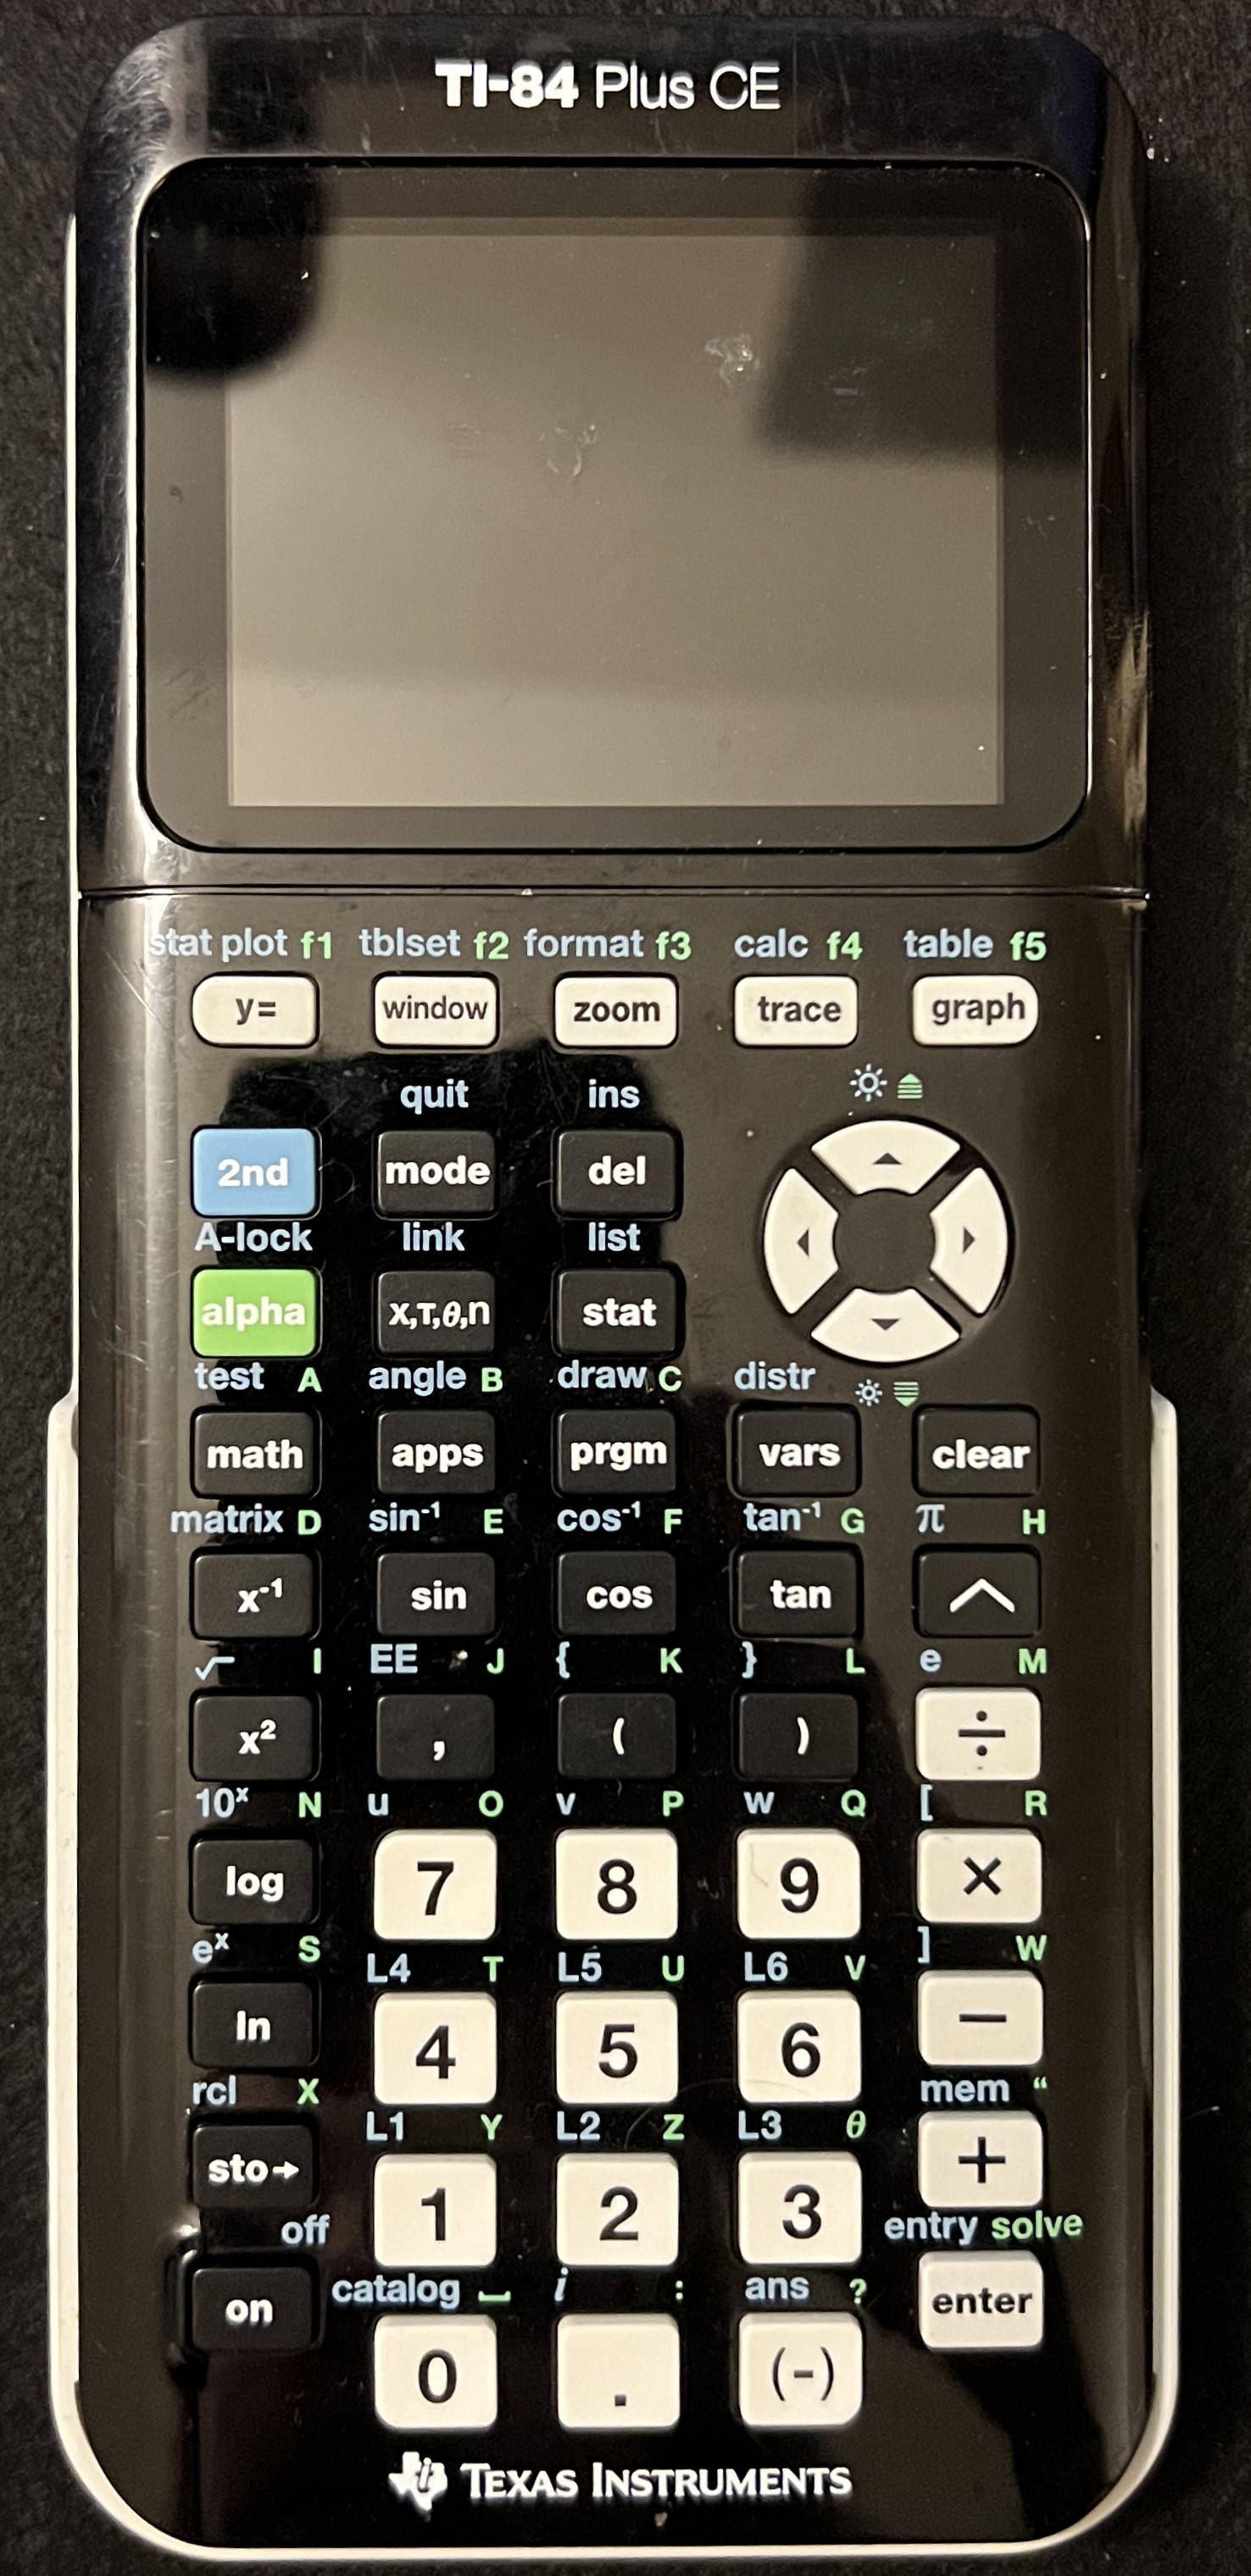 TI-84 Plus CE
stat plot f1 tblset f2 format f3 calc f4 table f5
y= window zoom trace graph
quit ins
2nd mode del
A-lock link list
alpha X,T,θ,n stat
test A angle B draw C distr
math apps prgm vars clear
matrix D sin⁻¹ E cos⁻¹ F tan⁻¹ G π H
x⁻¹ sin cos tan ^
√ I EE J { K } L e M
x² , ( ) ÷
10ˣ N u O v P w Q [ R
log 7 8 9 ×
eˣ S L4 T L5 U L6 V ] W
ln 4 5 6 −
rcl X L1 Y L2 Z L3 θ mem “
sto→ 1 2 3 +
off catalog ⎵ i : ans ? entry solve
on 0 . (-) enter
TEXAS INSTRUMENTS